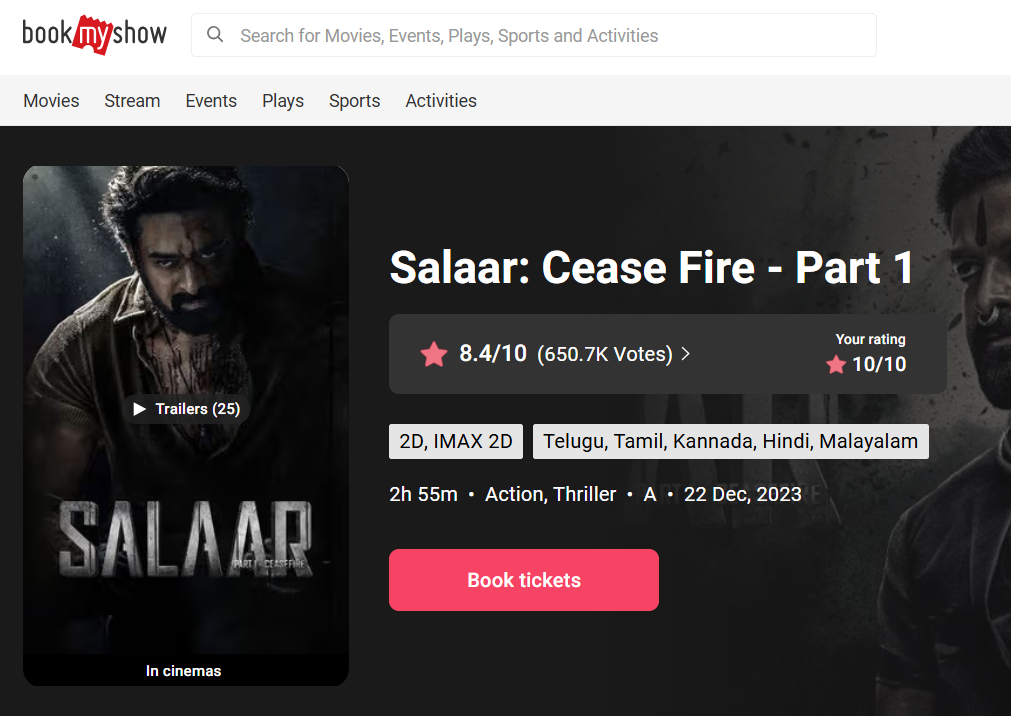 bookmyshow
Search for Movies, Events, Plays, Sports and Activities
Movies Stream Events Plays Sports Activities
Trailers (25)
SALAAR
PART 1 - CEASEFIRE
In cinemas
Salaar: Cease Fire - Part 1
8.4/10 (650.7K Votes)
Your rating
10/10
2D, IMAX 2D Telugu, Tamil, Kannada, Hindi, Malayalam
2h 55m • Action, Thriller • A • 22 Dec, 2023
Book tickets